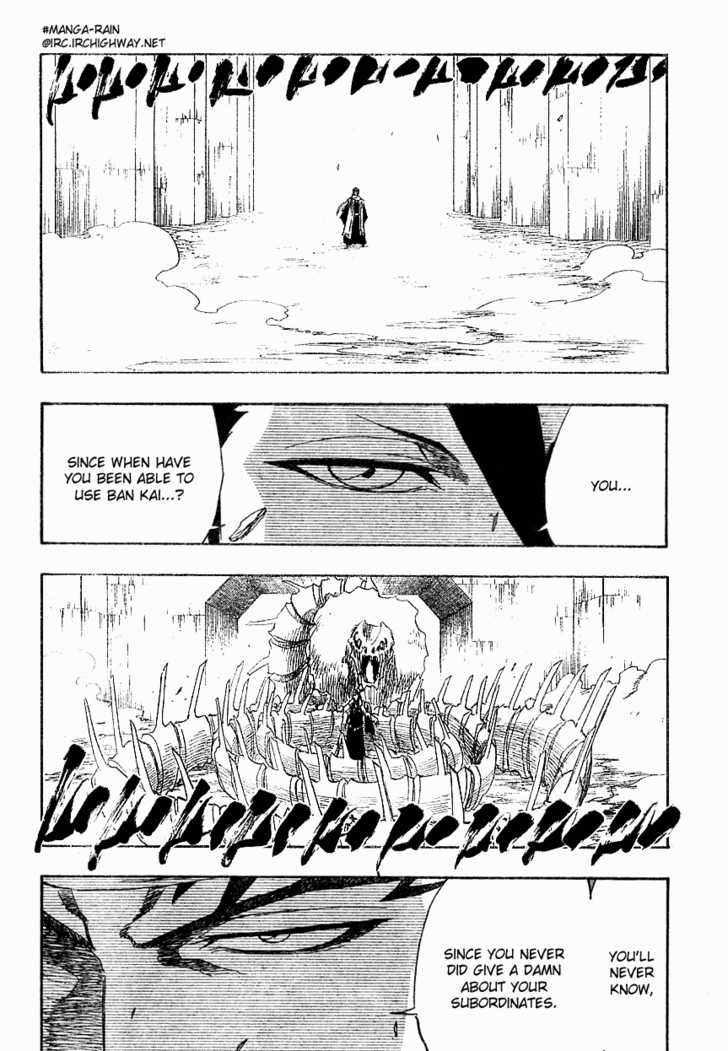 #MANGA-RAIN
@IRC.IRCHIGHWAY.NET
YOU...
SINCE WHEN HAVE
YOU BEEN ABLE TO
USE BAN KAI...?
YOU'LL
NEVER
KNOW,
SINCE YOU NEVER
DID GIVE A DAMN
ABOUT YOUR
SUBORDINATES.